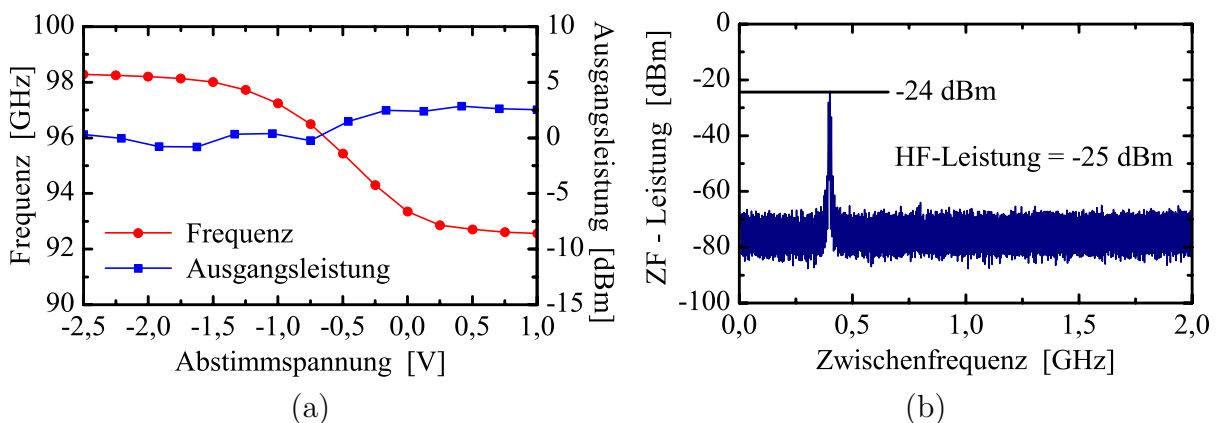 100
98
96
93
92
90
Frequenz [GHz]
10
5
0
-5
-10
-15
Ausgangsleistung [dBm]
Frequenz
Ausgangsleistung
-2,5 -2,0 -1,5 -1,0 -0,5 0,0 0,5 1,0
Abstimmspannung [V]
(a)
0
-20
-40
-60
-80
-100
ZF - Leistung [dBm]
-24 dBm
HF-Leistung = -25 dBm
0,0 0,5 1,0 1,5 2,0
Zwischenfrequenz [GHz]
(b)